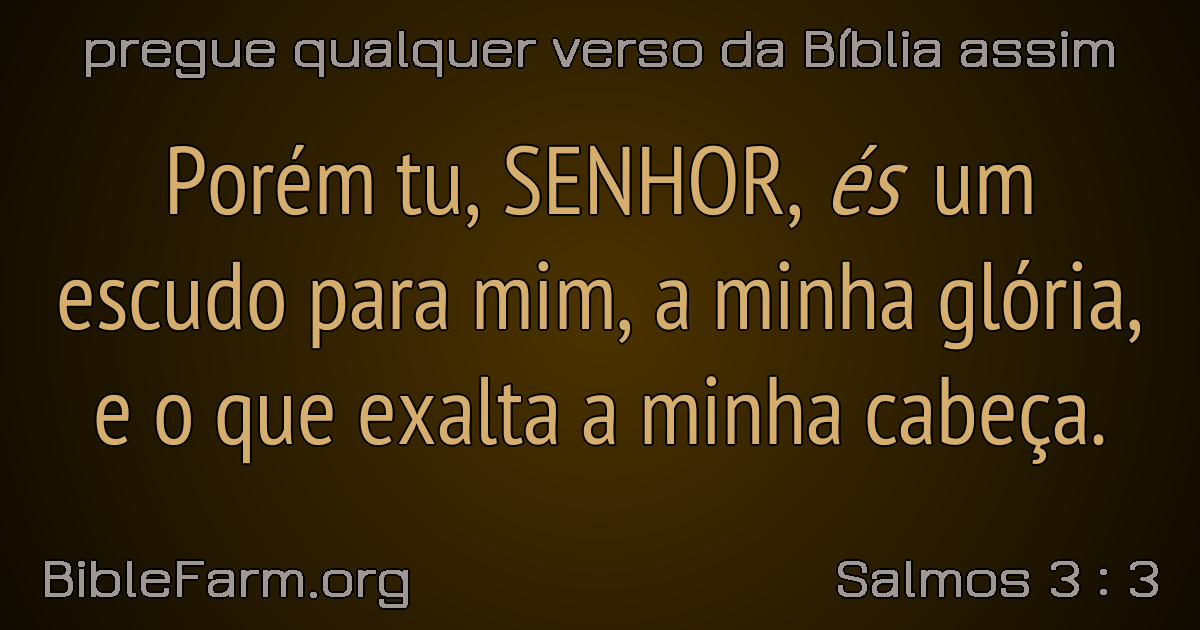 pregue qualquer verso da Bíblia assim
Porém tu, SENHOR, és um
escudo para mim, a minha glória,
e o que exalta a minha cabeça.
BibleFarm.org
Salmos 3 : 3